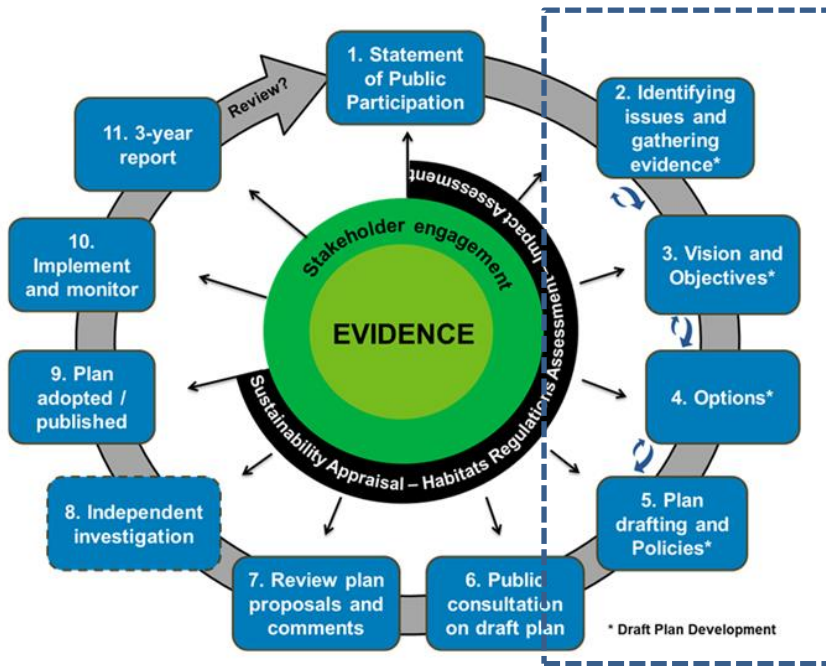 1. Statement
of Public
Participation
2. Identifying
issues and
gathering
evidence*
3. Vision and
Objectives*
4. Options*
5. Plan
drafting and
Policies*
6. Public
consultation
on draft plan
7. Review plan
proposals and
comments
8. Independent
investigation
9. Plan
adopted /
published
10.
Implement
and monitor
11. 3-year
report
Review?
Stakeholder engagement
EVIDENCE
Sustainability Appraisal – Habitats Regulations Assessment – Impact Assessment
* Draft Plan Development